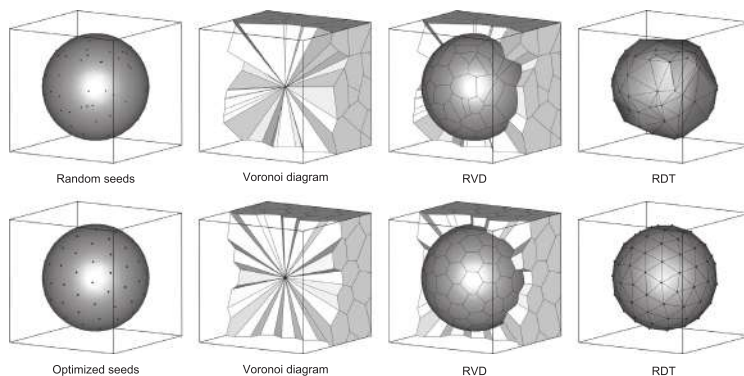 Random seeds
Voronoi diagram
RVD
RDT
Optimized seeds
Voronoi diagram
RVD
RDT